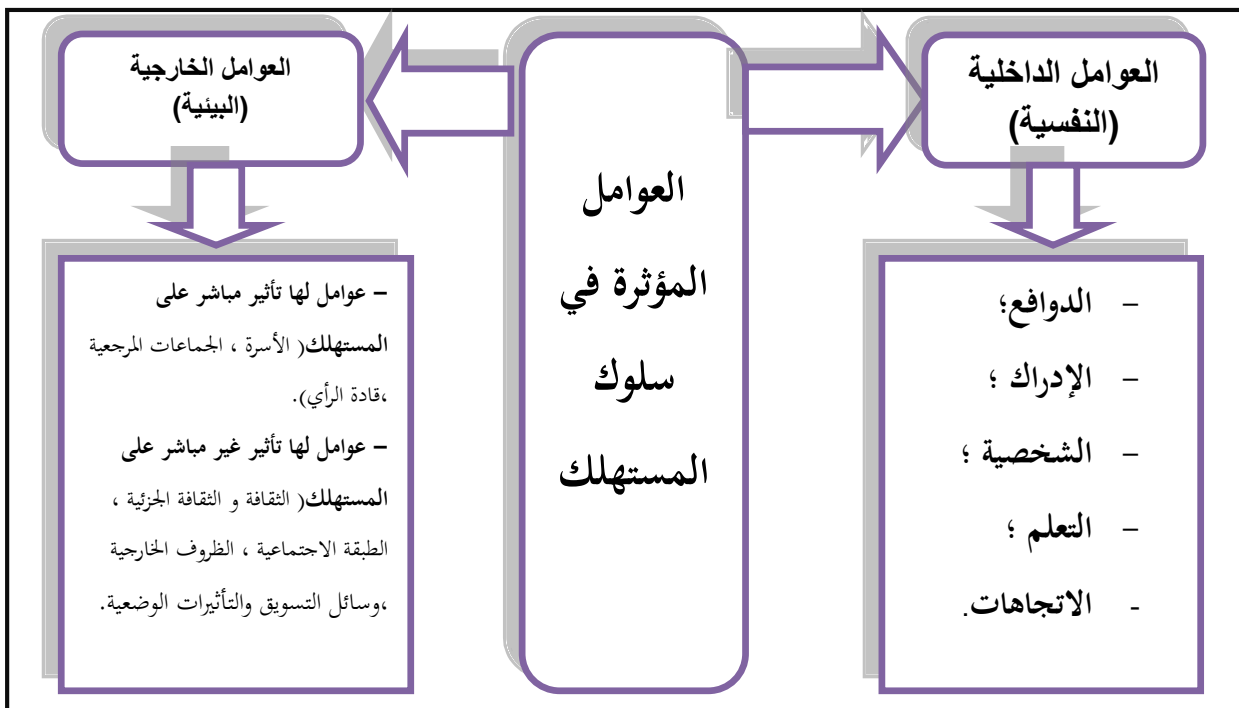 العوامل الداخلية
(النفسية)
- الدوافع؛
- الإدراك ؛
- الشخصية ؛
- التعلم ؛
- الاتجاهات.
العوامل
المؤثرة في
سلوك
المستهلك
العوامل الخارجية
(البيئية)
- عوامل لها تأثير مباشر على
المستهلك( الأسرة ، الجماعات المرجعية
،قادة الرأي).
- عوامل لها تأثير غير مباشر على
المستهلك( الثقافة و الثقافة الجزئية ،
الطبقة الاجتماعية ، الظروف الخارجية
،وسائل التسويق والتأثيرات الوضعية.